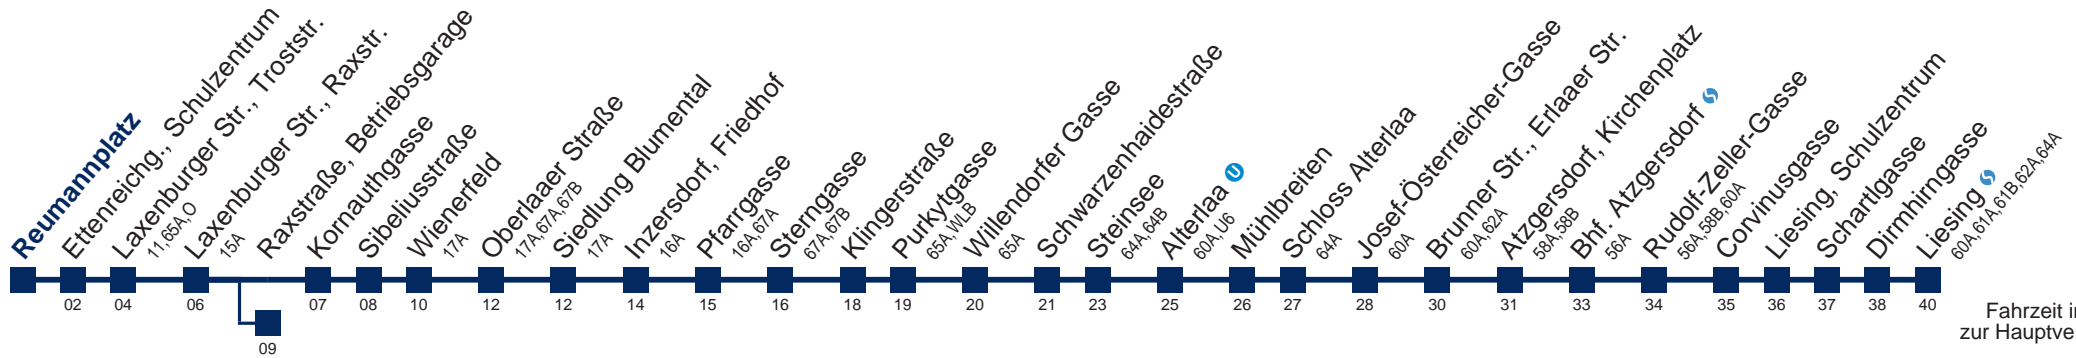 Reumannplatz
Ettenreichg., Schulzentrum
02
Laxenburger Str., Troststr.
11,65A,O
04
Laxenburger Str., Raxstr.
15A
06
Raxstraße, Betriebsgarage
09
Kornauthgasse
07
Sibeliusstraße
08
Wienerfeld
17A
10
Oberlaaer Straße
17A,67A,67B
12
Siedlung Blumental
17A
12
Inzersdorf, Friedhof
16A
14
Pfarrgasse
16A,67A
15
Sterngasse
67A,67B
16
Klingerstraße
18
Purkytgasse
65A,WLB
19
Willendorfer Gasse
65A
20
Schwarzenhaidestraße
21
Steinsee
64A,64B
23
Alterlaa U
60A,U6
25
Mühlbreiten
26
Schloss Alterlaa
64A
27
Josef-Österreicher-Gasse
60A
28
Brunner Str., Erlaaer Str.
60A,62A
30
Atzgersdorf, Kirchenplatz
58A,58B
31
Bhf. Atzgersdorf
56A
33
Rudolf-Zeller-Gasse
56A,58B,60A
34
Corvinusgasse
35
Liesing, Schulzentrum
36
Schartlgasse
37
Dirmhirngasse
38
Liesing
60A,61A,61B,62A,64A
40
Fahrzeit i
zur Hauptve